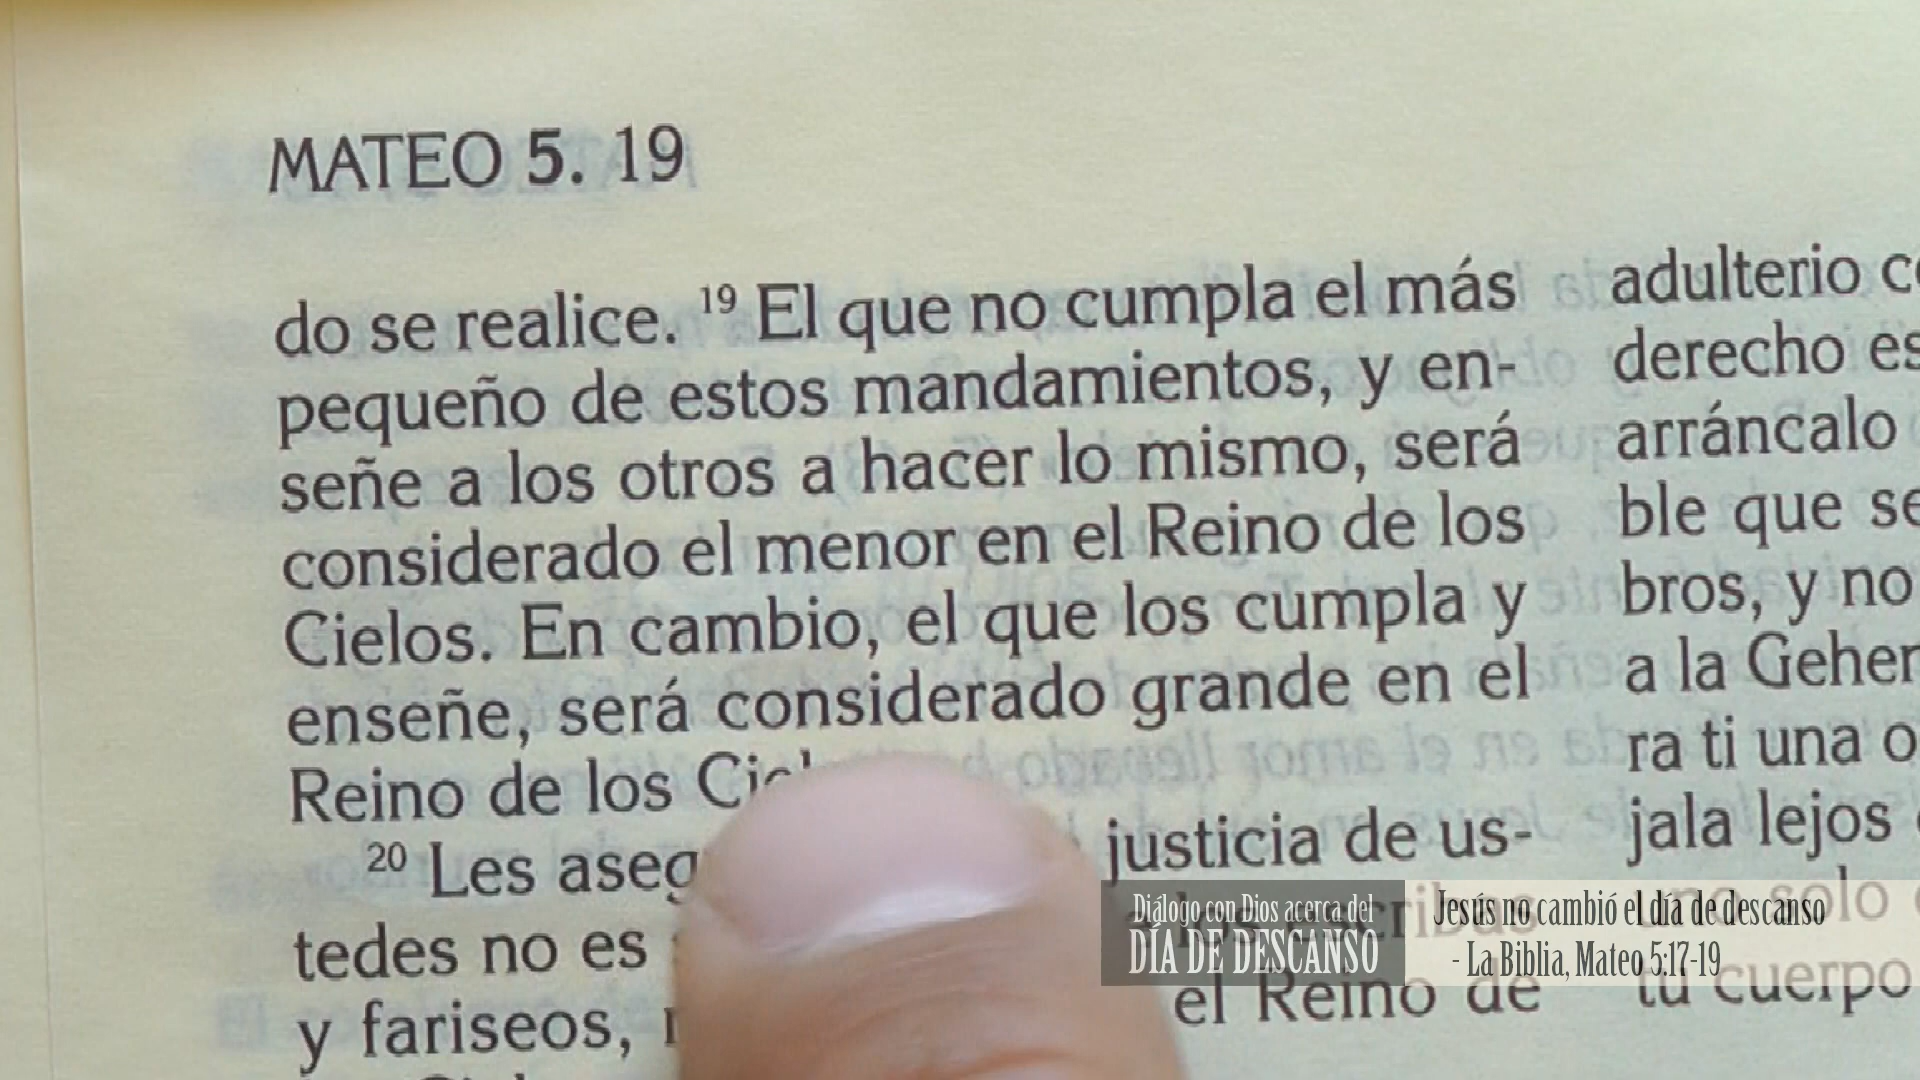 MATEO 5. 19
do se realice. 19 El que no cumpla el más
pequeño de estos mandamientos, y en-
señe a los otros a hacer lo mismo, será
considerado el menor en el Reino de los
Cielos. En cambio, el que los cumpla y
enseñe, será considerado grande en el
Reino de los
20 Les justicia de us-
tedes no es
y fariseos,
escribas
el Reino de
adulterio
derecho
arráncalo
ble que
bros, y no
a la
ra ti una
jala lejos
uno solo
tu cuerpo
Diálogo con Dios acerca del
DÍA DE DESCANSO
Jesús no cambió el día de descanso
- La Biblia, Mateo 5:17-19